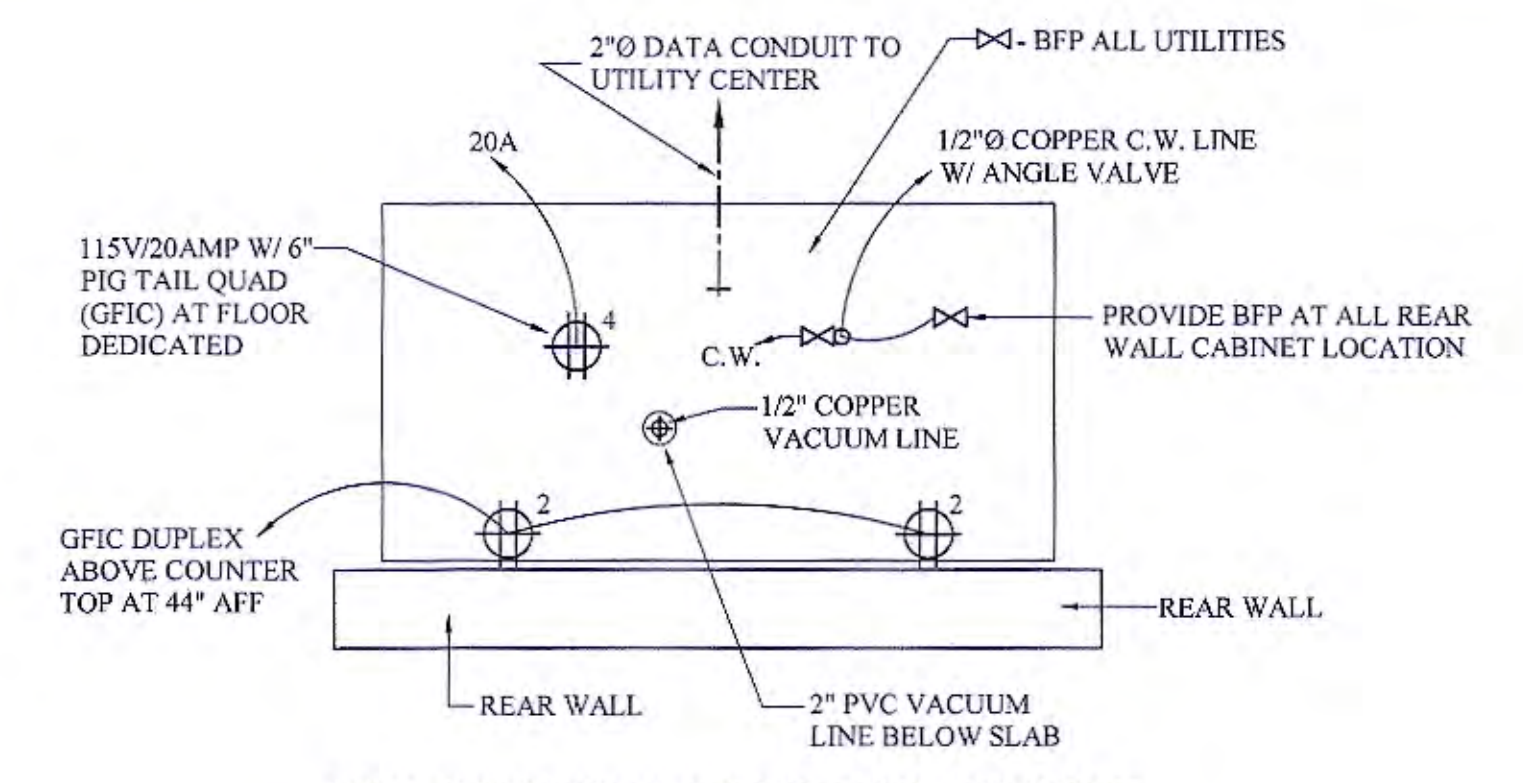 2"Ø DATA CONDUIT TO
UTILITY CENTER
- BFP ALL UTILITIES
20A
1/2"Ø COPPER C.W. LINE
W/ ANGLE VALVE
115V/20AMP W/ 6"
PIG TAIL QUAD
(GFIC) AT FLOOR
DEDICATED
4
C.W.
PROVIDE BFP AT ALL REAR
WALL CABINET LOCATION
1/2" COPPER
VACUUM LINE
2
2
GFIC DUPLEX
ABOVE COUNTER
TOP AT 44" AFF
REAR WALL
REAR WALL
2" PVC VACUUM
LINE BELOW SLAB